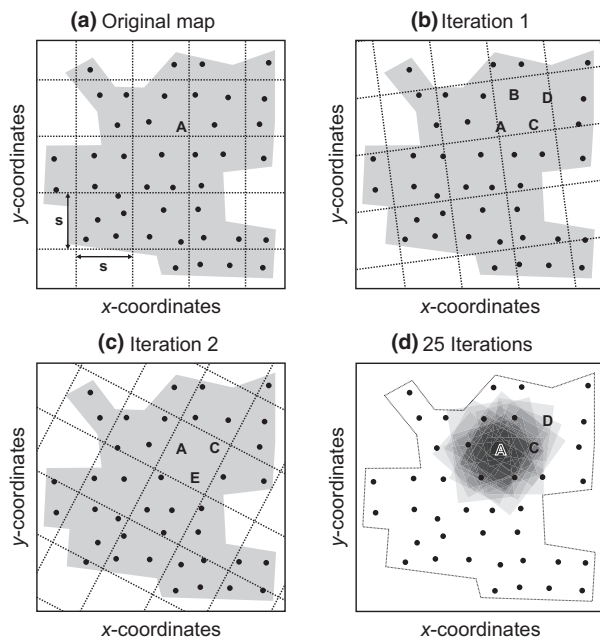 (a) Original map
(b) Iteration 1
y-coordinates
A
s
s
x-coordinates
y-coordinates
B
D
A
C
x-coordinates
(c) Iteration 2
(d) 25 Iterations
y-coordinates
A
C
E
x-coordinates
y-coordinates
D
A
C
x-coordinates